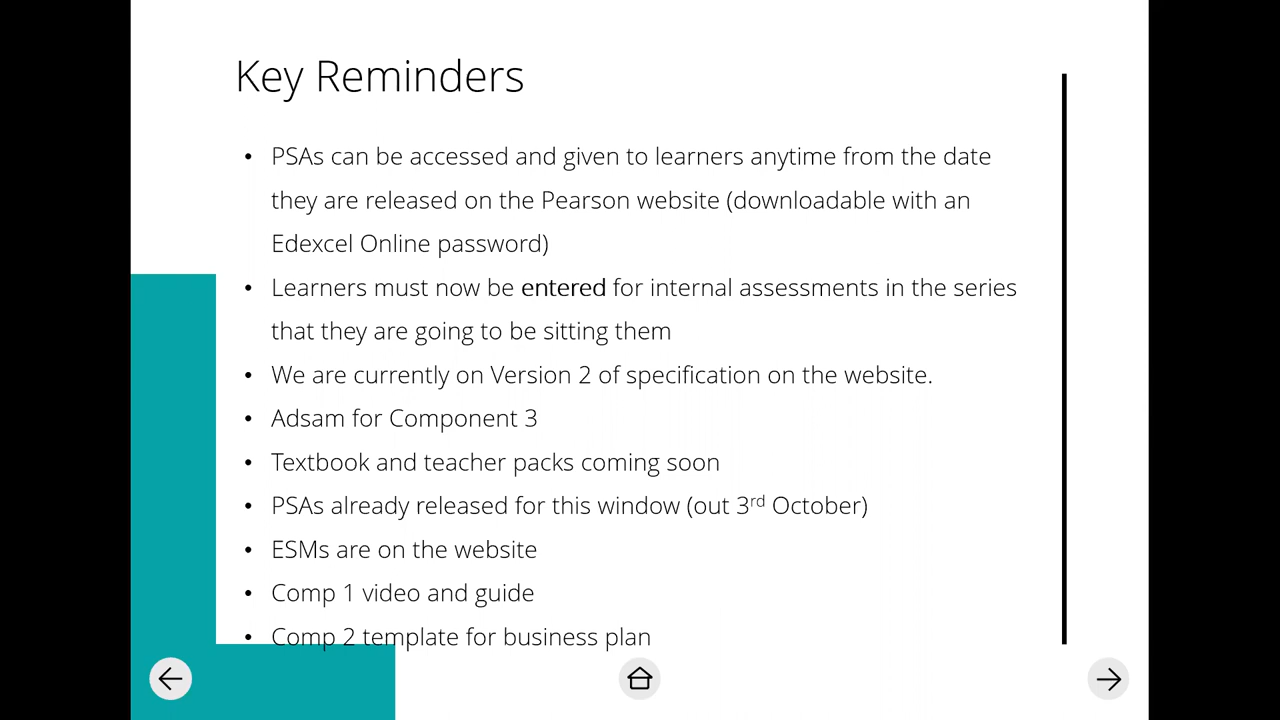 Key Reminders
• PSAs can be accessed and given to learners anytime from the date
they are released on the Pearson website (downloadable with an
Edexcel Online password)
• Learners must now be entered for internal assessments in the series
that they are going to be sitting them
• We are currently on Version 2 of specification on the website.
• Adsam for Component 3
• Textbook and teacher packs coming soon
• PSAs already released for this window (out 3rd October)
• ESMs are on the website
• Comp 1 video and guide
• Comp 2 template for business plan